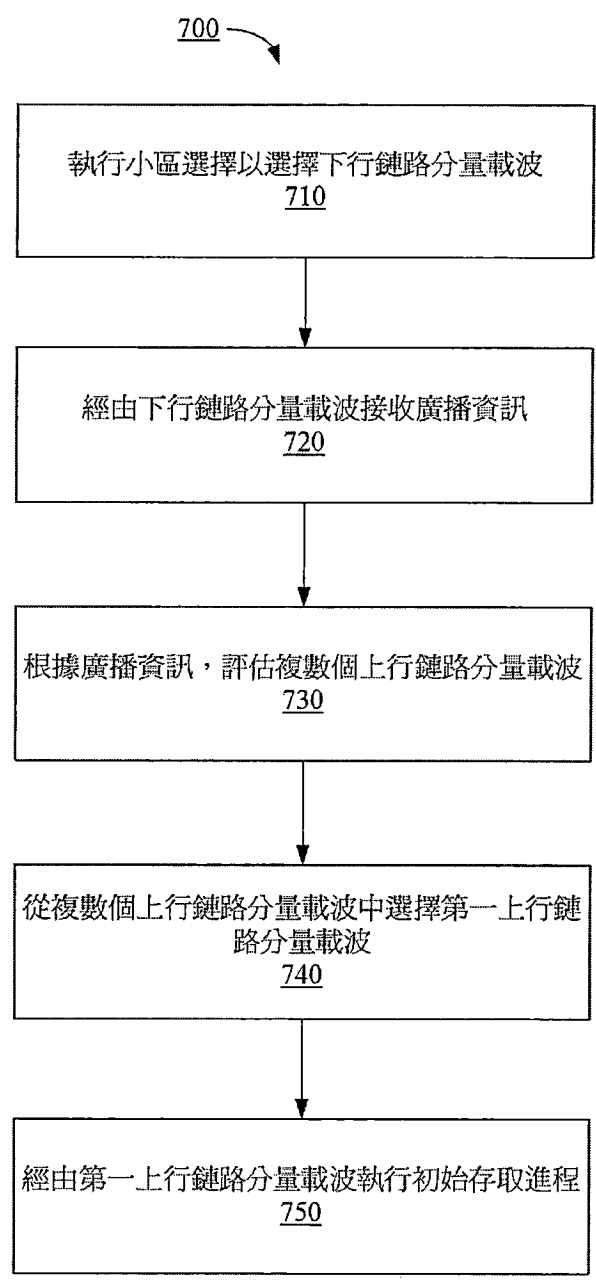 700
執行小區選擇以選擇下行鏈路分量載波
710
經由下行鏈路分量載波接收廣播資訊
720
根據廣播資訊，評估複數個上行鏈路分量載波
730
從複數個上行鏈路分量載波中選擇第一上行鏈
路分量載波
740
經由第一上行鏈路分量載波執行初始存取進程
750